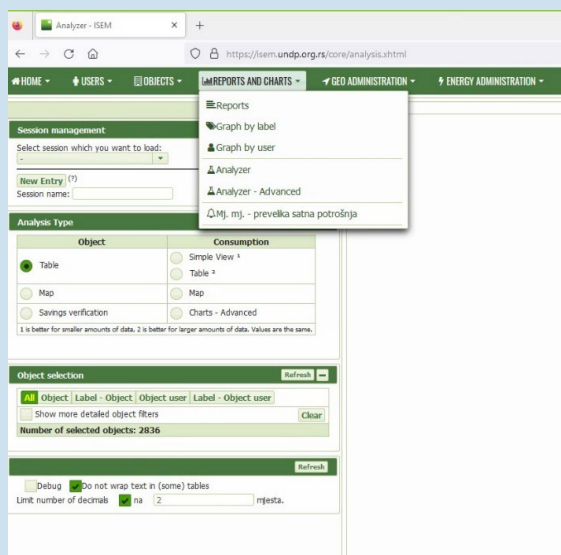 Analyzer - ISEM
https://isem.undp.org.rs/core/analysis.xhtml
HOME USERS OBJECTS REPORTS AND CHARTS GEO ADMINISTRATION ENERGY ADMINISTRATION
Reports
Graph by label
Graph by user
Analyzer
Analyzer - Advanced
Mj. mj. - prevelika satna potrošnja
Session management
Select session which you want to load:
-
New Entry (?)
Session name:
Analysis Type
Object Consumption
Table
Simple View ¹
Table ²
Map Map
Savings verification Charts - Advanced
1 is better for smaller amounts of data, 2 is better for larger amounts of data. Values are the same.
Object selection Refresh
All Object Label - Object Object user Label - Object user
Show more detailed object filters Clear
Number of selected objects: 2836
Refresh
Debug Do not wrap text in (some) tables
Limit number of decimals na 2 mjesta.